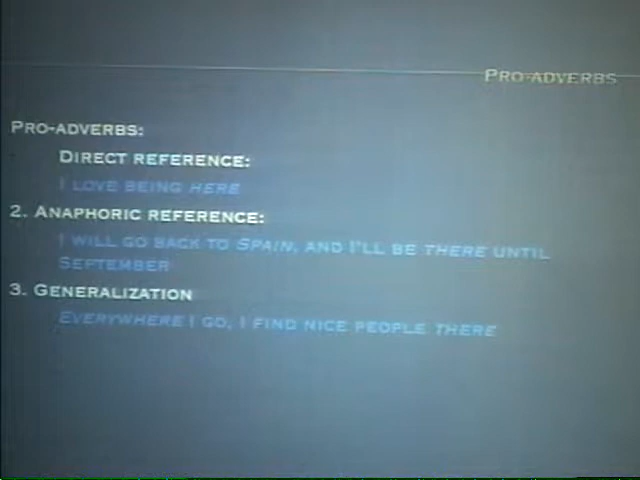 Pro-adverbs
Pro-adverbs:
Direct reference:
I love being here
2. Anaphoric reference:
I will go back to Spain, and I'll be there until
September
3. Generalization
Everywhere I go, I find nice people there